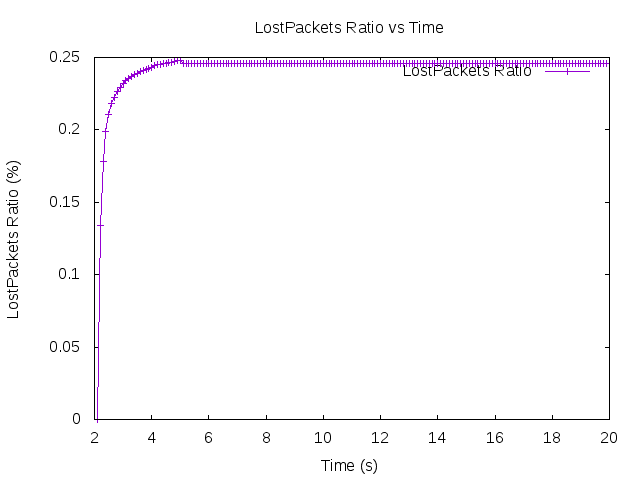 LostPackets Ratio vs Time
LostPackets Ratio
LostPackets Ratio (%)
0.25
0.2
0.15
0.1
0.05
0
2 4 6 8 10 12 14 16 18 20
Time (s)